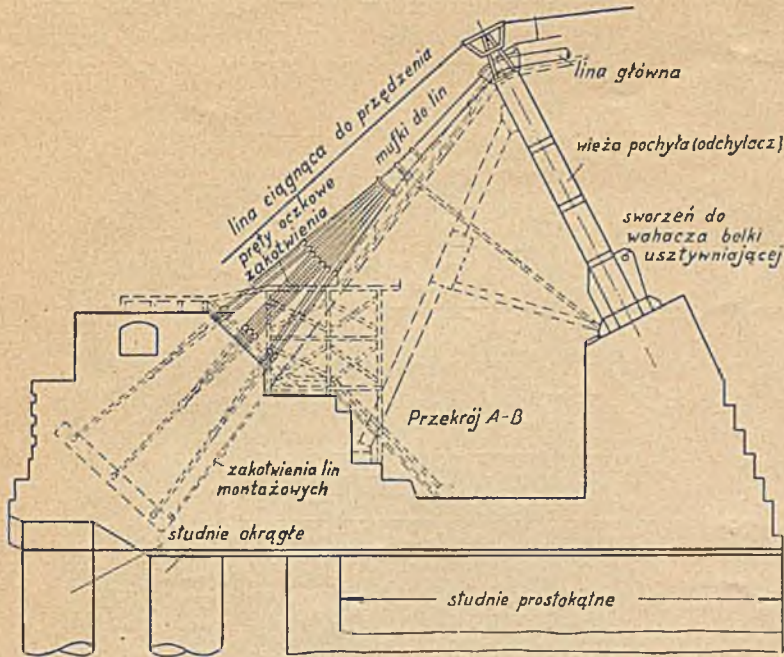 lina ciągnąca do przędzenia
pręty oczkowe
zakotwienia
mufki do lin
lina główna
wieża pochyła (odchylacz)
sworzeń do
wahacza belki
usztywniającej
Przekrój A-B
zakotwienia lin
montażowych
studnie okrągłe
studnie prostokątne